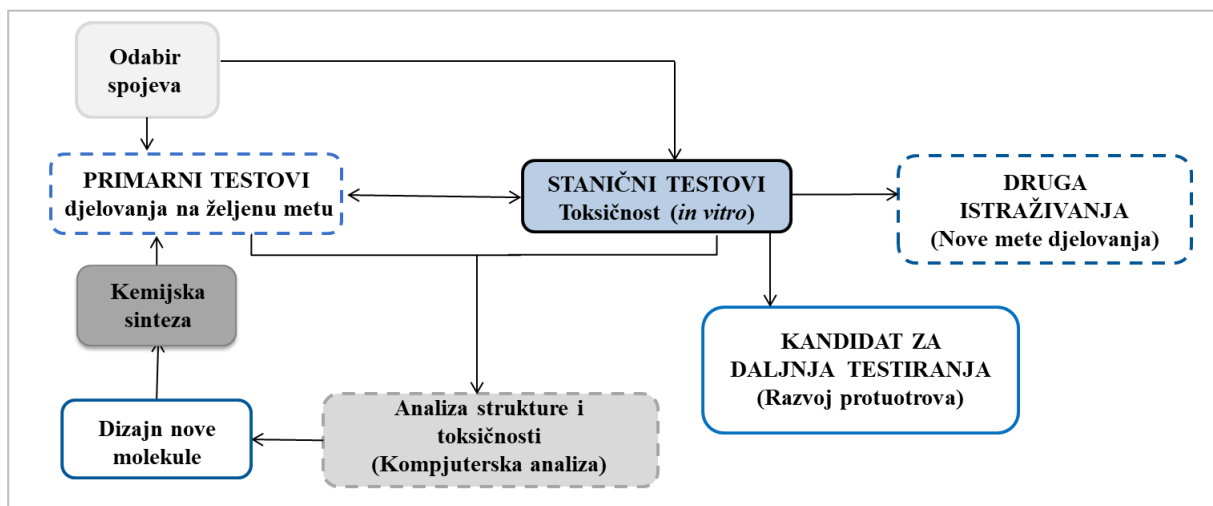 Odabir
spojeva
PRIMARNI TESTOVI
djelovanja na željenu metu
STANIČNI TESTOVI
Toksičnost (in vitro)
DRUGA
ISTRAŽIVANJA
(Nove mete djelovanja)
Kemijska
sinteza
KANDIDAT ZA
DALJNJA TESTIRANJA
(Razvoj protuotrova)
Dizajn nove
molekule
Analiza strukture i
toksičnosti
(Kompjuterska analiza)